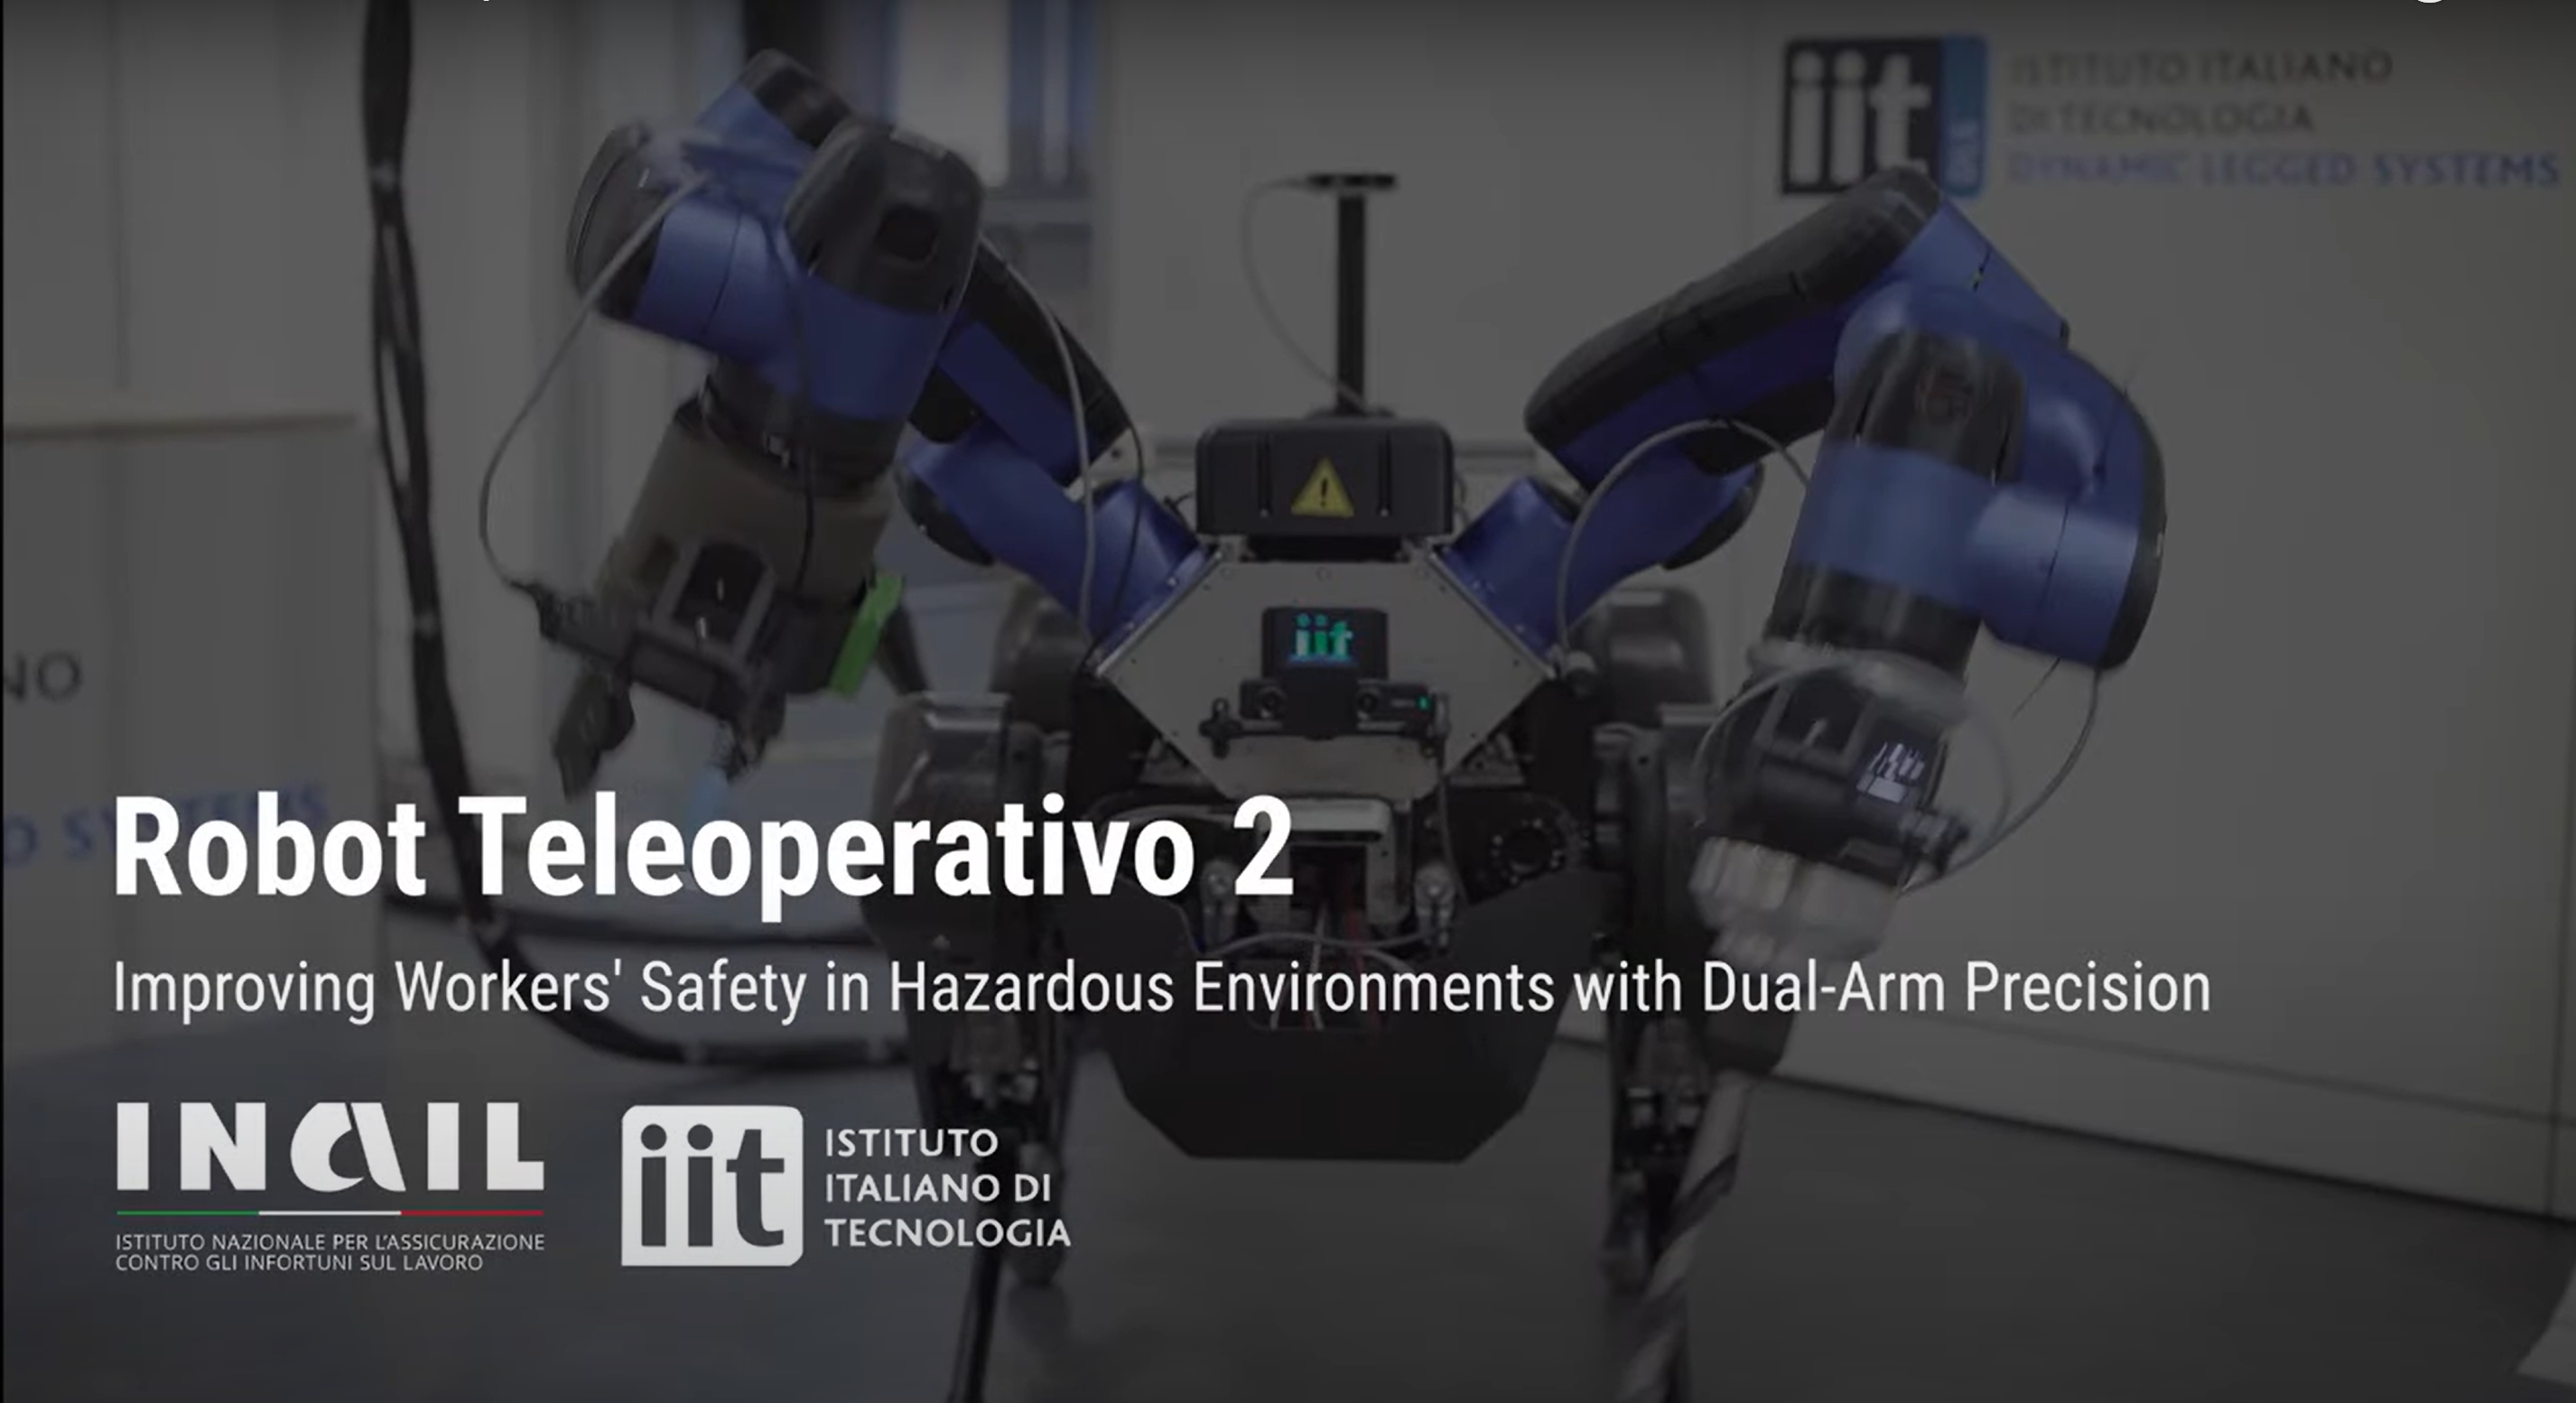 iit
ISTITUTO ITALIANO
DI TECNOLOGIA
DYNAMIC LEGGED SYSTEMS
iit
NO
Robot Teleoperativo 2
Improving Workers' Safety in Hazardous Environments with Dual-Arm Precision
INAIL
ISTITUTO NAZIONALE PER L'ASSICURAZIONE
CONTRO GLI INFORTUNI SUL LAVORO
iit
ISTITUTO
ITALIANO DI
TECNOLOGIA